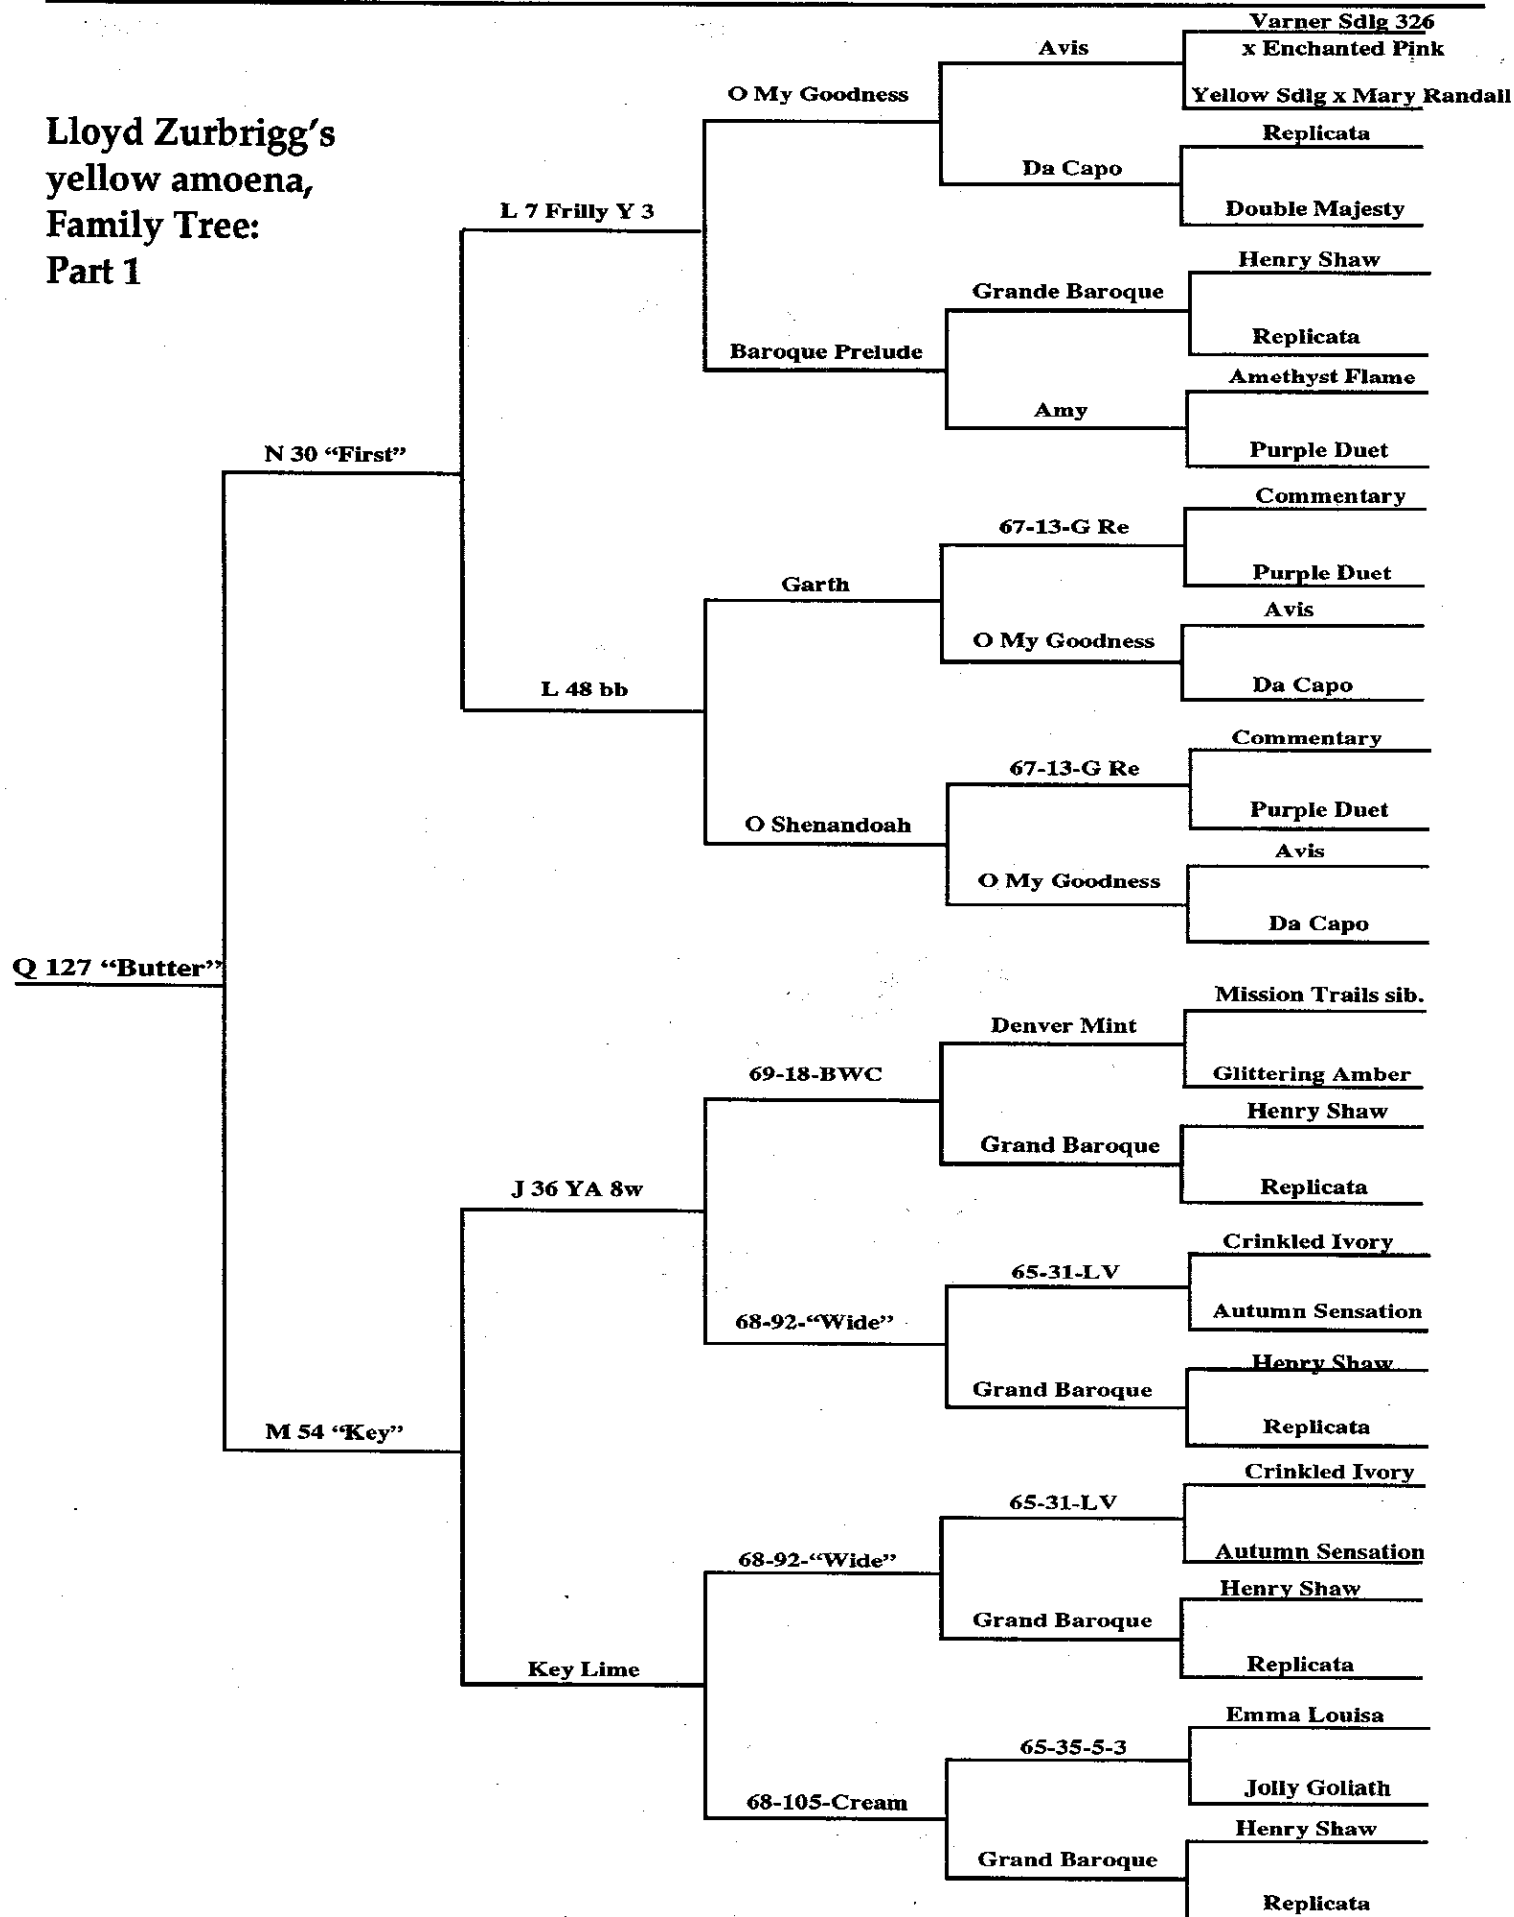 Lloyd Zurbrigg's
yellow amoena,
Family Tree:
Part 1
Q 127 “Butter”
N 30 “First”
M 54 “Key”
L 7 Frilly Y 3
L 48 bb
J 36 YA 8w
Key Lime
O My Goodness
Baroque Prelude
Garth
O Shenandoah
69-18-BWC
68-92-“Wide”
68-92-“Wide”
68-105-Cream
Avis
Da Capo
Grande Baroque
Amy
67-13-G Re
O My Goodness
67-13-G Re
O My Goodness
Denver Mint
Grand Baroque
65-31-LV
Grand Baroque
65-31-LV
Grand Baroque
65-35-5-3
Grand Baroque
Varner Sdlg 326
x Enchanted Pink
Yellow Sdlg x Mary Randall
Replicata
Double Majesty
Henry Shaw
Replicata
Amethyst Flame
Purple Duet
Commentary
Purple Duet
Avis
Da Capo
Commentary
Purple Duet
Avis
Da Capo
Mission Trails sib.
Glittering Amber
Henry Shaw
Replicata
Crinkled Ivory
Autumn Sensation
Henry Shaw
Replicata
Crinkled Ivory
Autumn Sensation
Henry Shaw
Replicata
Emma Louisa
Jolly Goliath
Henry Shaw
Replicata